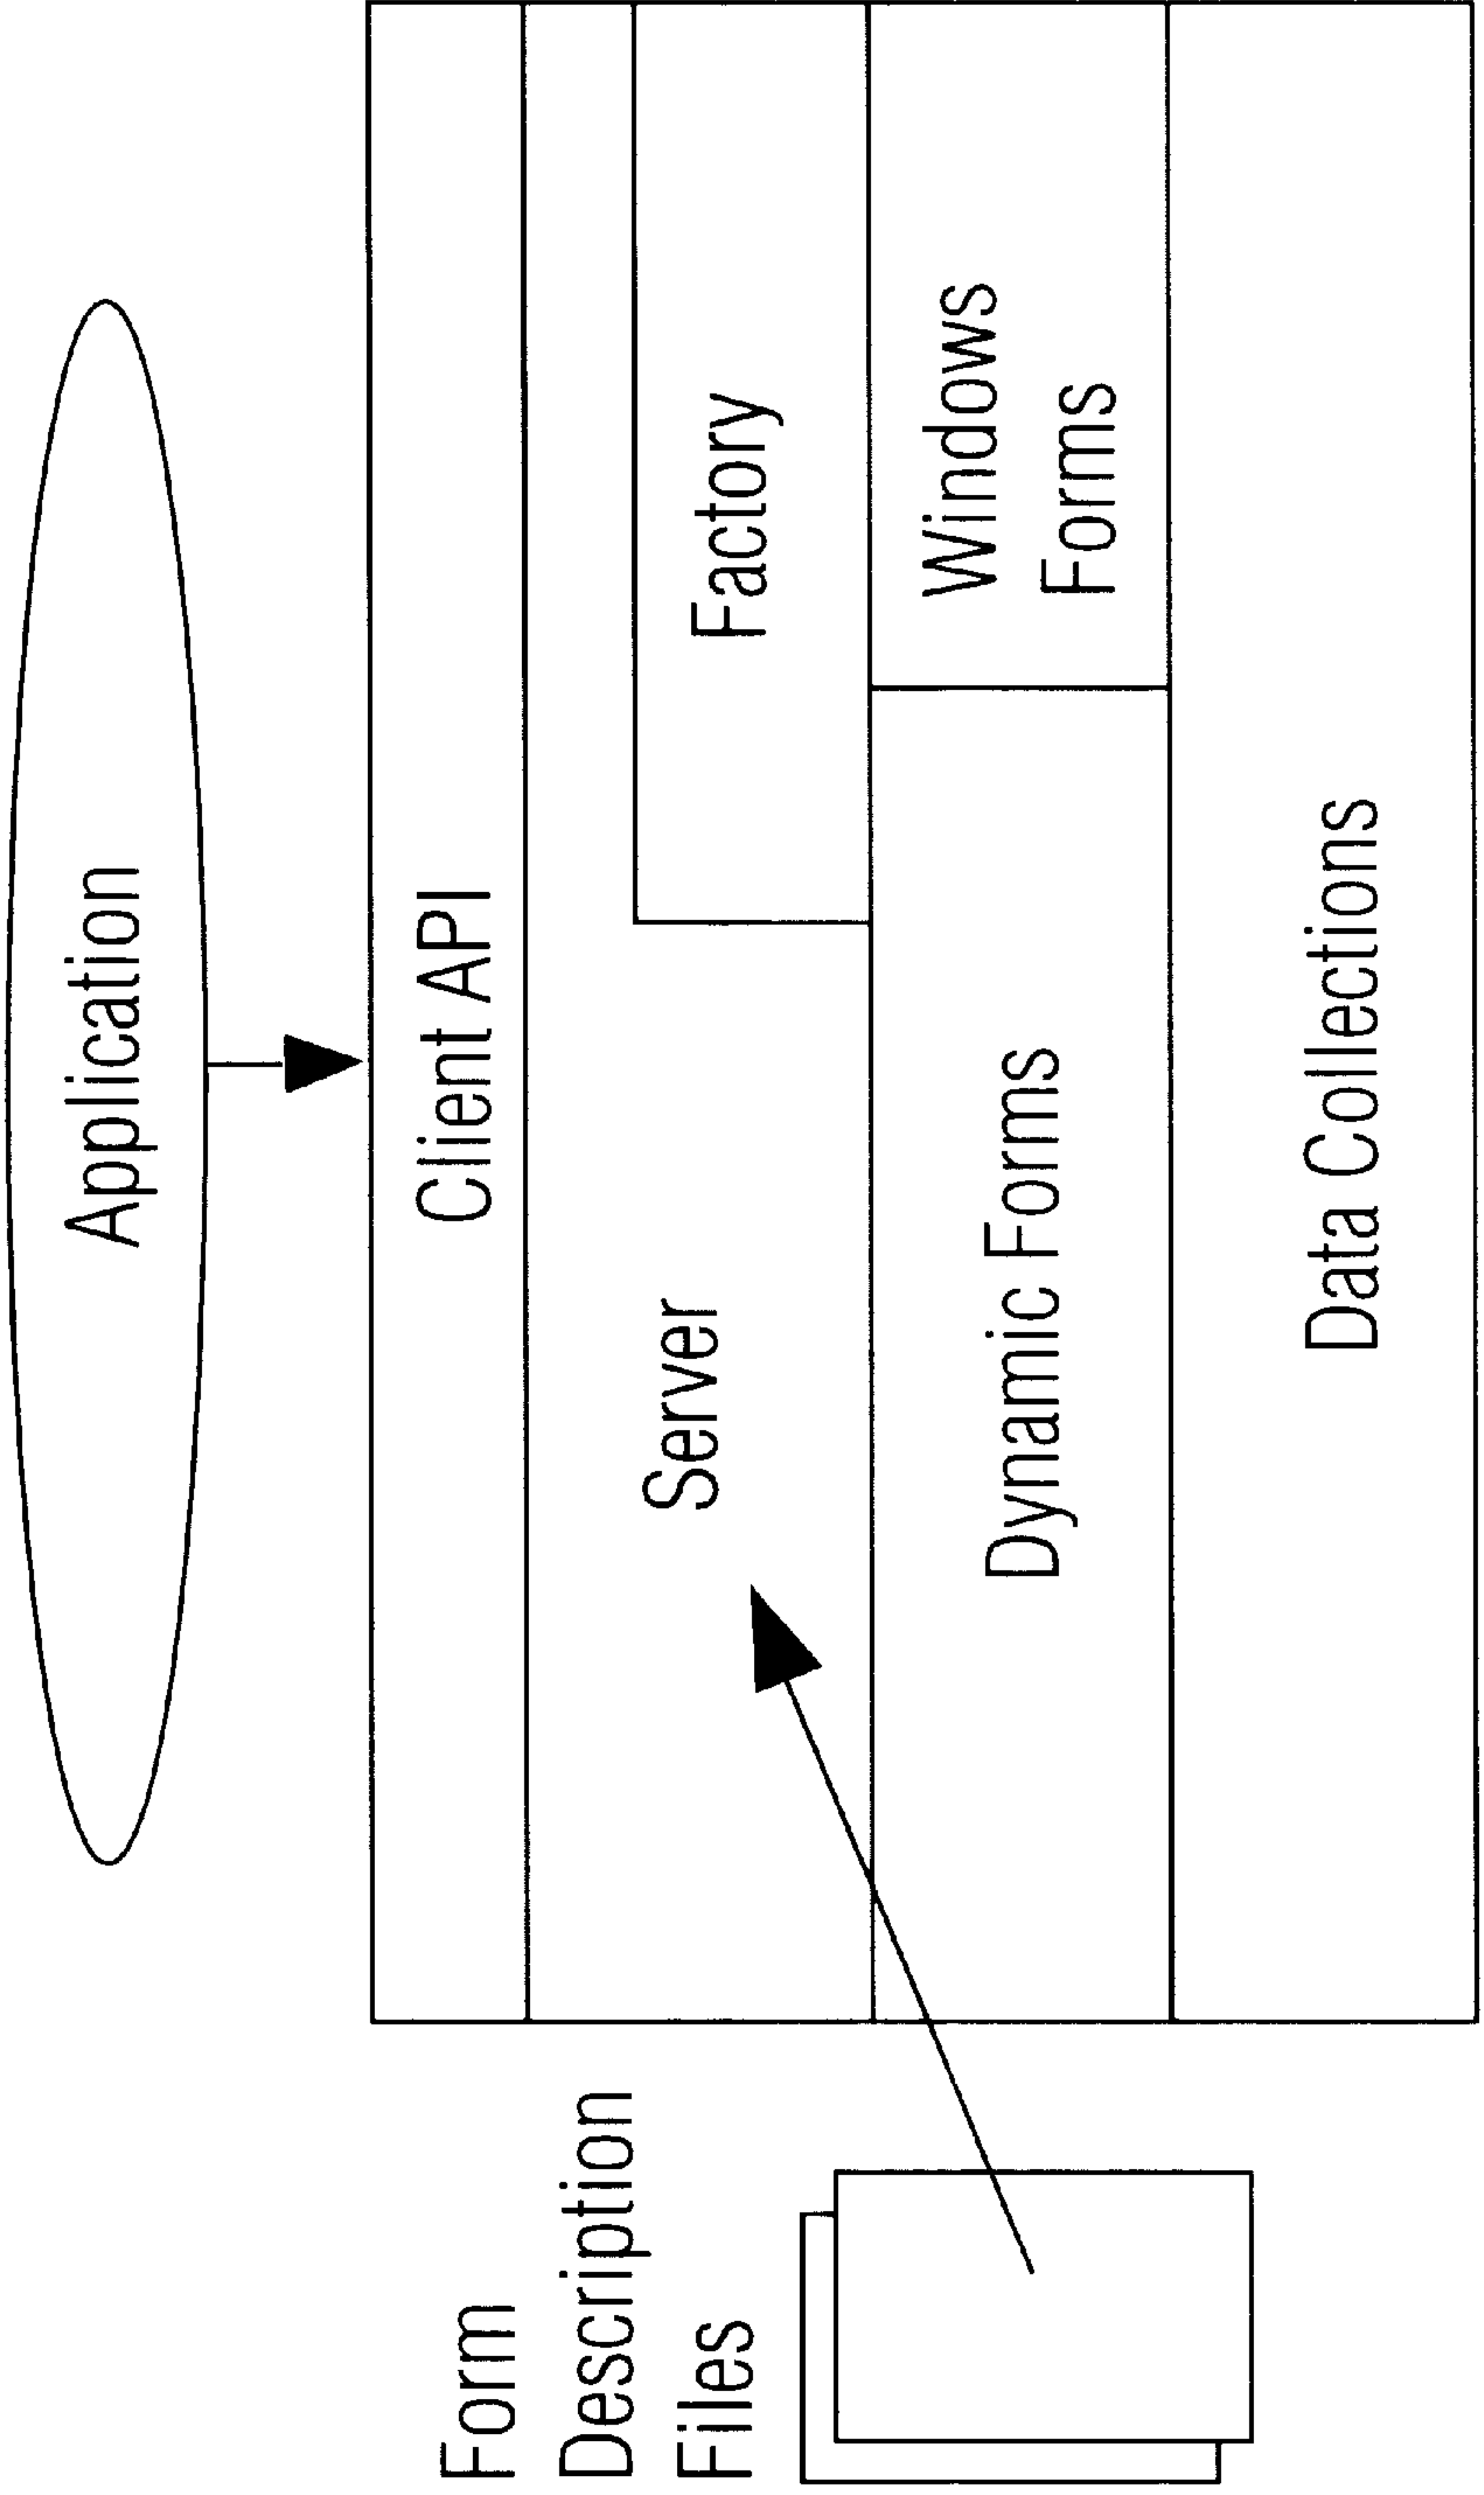 Application
Client API
Form
Description
Files
Server
Factory
Dynamic Forms
Windows
Forms
Data Collections